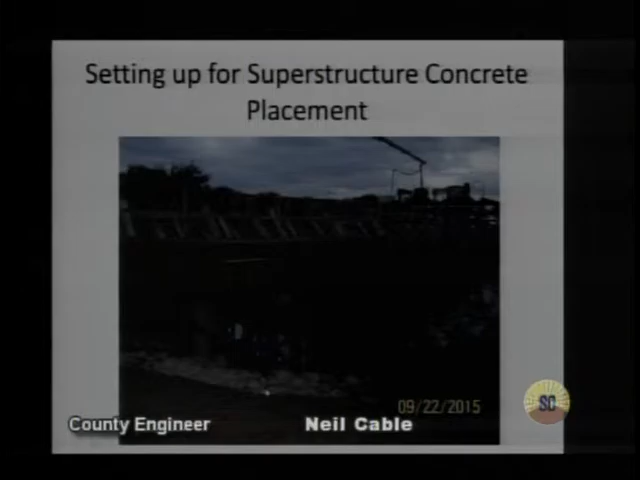 Setting up for Superstructure Concrete
Placement
09/22/2015
SC
County Engineer Neil Cable